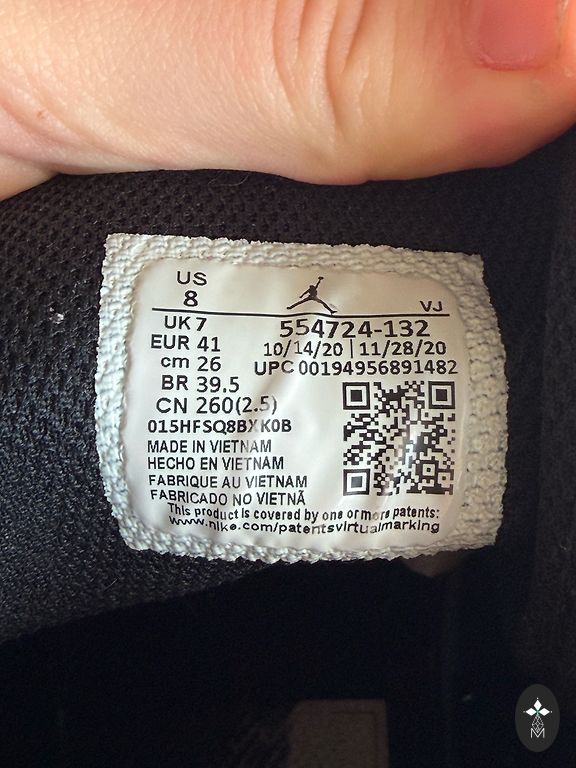 US
8
VJ
UK 7
554724-132
EUR 41
10/14/20 | 11/28/20
cm 26
UPC 00194956891482
BR 39.5
CN 260(2.5)
015HFSQ8BXK0B
MADE IN VIETNAM
HECHO EN VIETNAM
FABRIQUE AU VIETNAM
FABRICADO NO VIETNÃ
This product is covered by one or more patents:
www.nike.com/patentsvirtualmarking
M